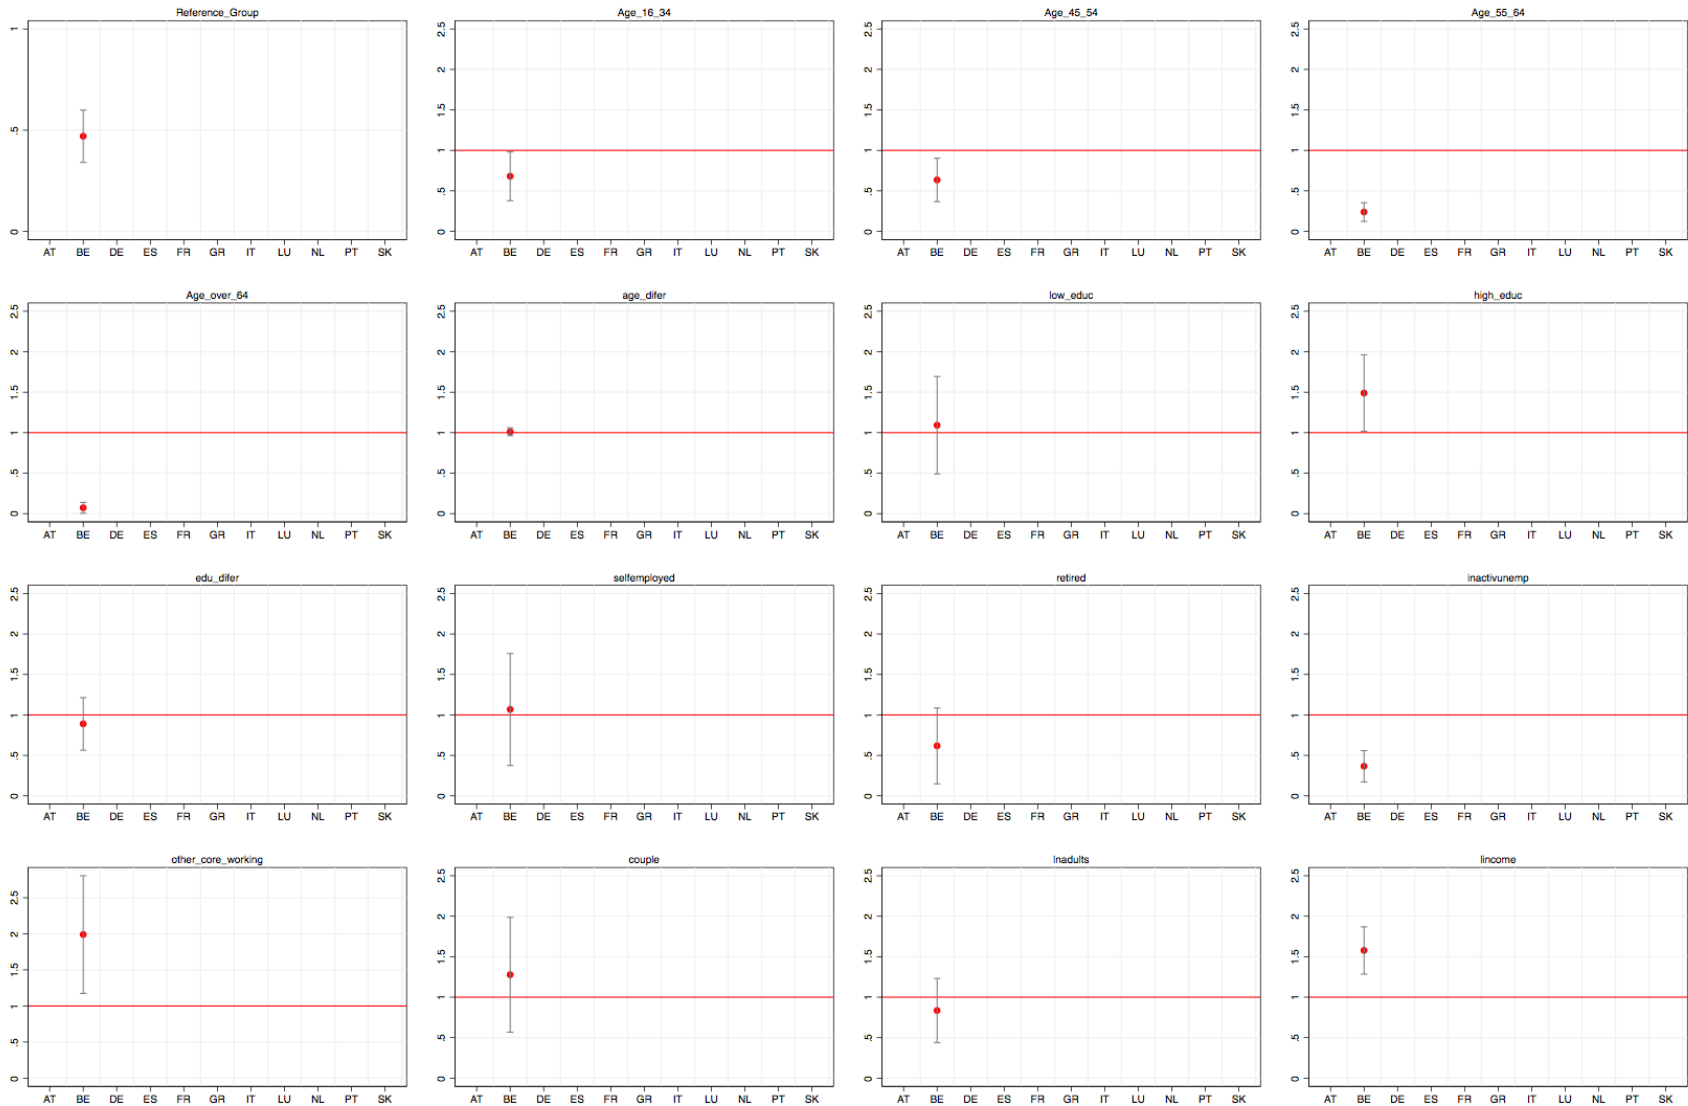 Reference_Group
1
.5
0
AT BE DE ES FR GR IT LU NL PT SK
Age_16_34
2.5
2
1.5
1
.5
0
AT BE DE ES FR GR IT LU NL PT SK
Age_45_54
2.5
2
1.5
1
.5
0
AT BE DE ES FR GR IT LU NL PT SK
Age_55_64
2.5
2
1.5
1
.5
0
AT BE DE ES FR GR IT LU NL PT SK
Age_over_64
2.5
2
1.5
1
.5
0
AT BE DE ES FR GR IT LU NL PT SK
age_difer
2.5
2
1.5
1
.5
0
AT BE DE ES FR GR IT LU NL PT SK
low_educ
2.5
2
1.5
1
.5
0
AT BE DE ES FR GR IT LU NL PT SK
high_educ
2.5
2
1.5
1
.5
0
AT BE DE ES FR GR IT LU NL PT SK
edu_difer
2.5
2
1.5
1
.5
0
AT BE DE ES FR GR IT LU NL PT SK
selfemployed
2.5
2
1.5
1
.5
0
AT BE DE ES FR GR IT LU NL PT SK
retired
2.5
2
1.5
1
.5
0
AT BE DE ES FR GR IT LU NL PT SK
inactivunemp
2.5
2
1.5
1
.5
0
AT BE DE ES FR GR IT LU NL PT SK
other_core_working
2.5
2
1.5
1
.5
0
AT BE DE ES FR GR IT LU NL PT SK
couple
2.5
2
1.5
1
.5
0
AT BE DE ES FR GR IT LU NL PT SK
lnadults
2.5
2
1.5
1
.5
0
AT BE DE ES FR GR IT LU NL PT SK
lincome
2.5
2
1.5
1
.5
0
AT BE DE ES FR GR IT LU NL PT SK